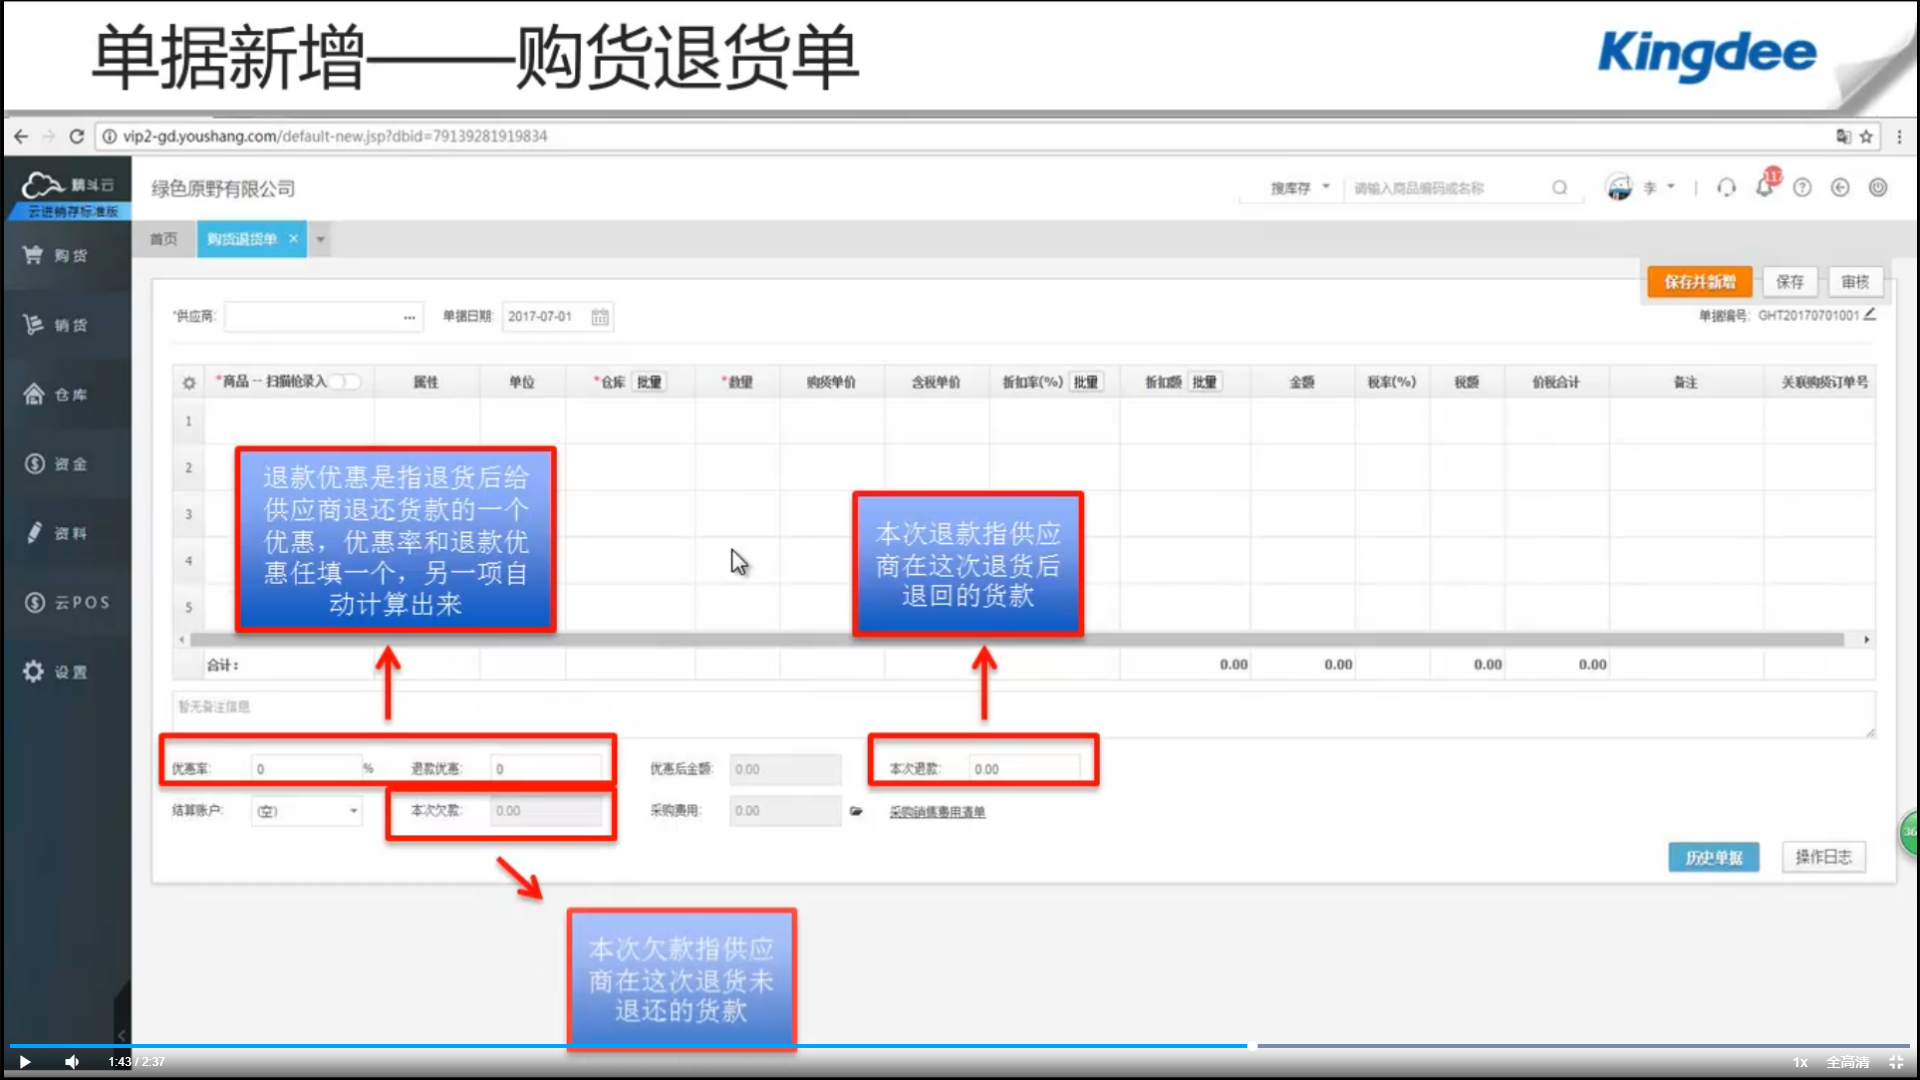 单据新增——购货退货单
Kingdee
vip2-gd.youshang.com/default-new.jsp?dbid=79139281919834
精斗云
云进销存标准版
绿色原野有限公司
搜库存
请输入商品编码或名称
李
117
首页
购货退货单
购货
销货
仓库
资金
资料
云POS
设置
保存并新增
保存
审核
*供应商:
单据日期:
2017-07-01
单据编号: GHT20170701001
*商品 -- 扫描枪录入
属性
单位
*仓库 批量
*数量
购货单价
含税单价
折扣率(%) 批量
折扣额 批量
金额
税率(%)
税额
价税合计
备注
关联购货订单号
1
2
3
4
5
退款优惠是指退货后给
供应商退还货款的一个
优惠，优惠率和退款优
惠任填一个，另一项自
动计算出来
本次退款指供应
商在这次退货后
退回的货款
合计:
0.00
0.00
0.00
0.00
暂无备注信息
优惠率: 0 %
退款优惠: 0
优惠后金额: 0.00
本次退款: 0.00
结算账户: (空)
本次欠款: 0.00
采购费用: 0.00
采购销售费用清单
历史单据
操作日志
36
本次欠款指供应
商在这次退货未
退还的货款
1:43 / 2:37
1x
全高清